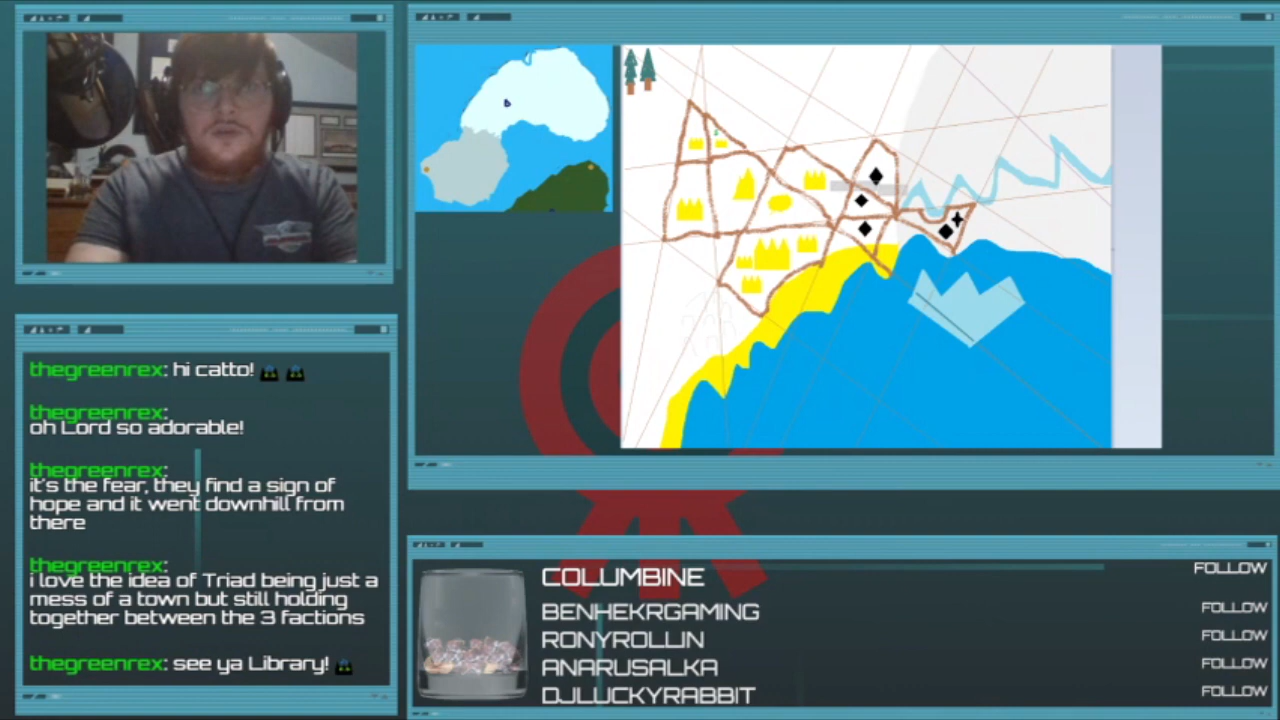 thegreenrex: hi catto!
thegreenrex:
oh Lord so adorable!
thegreenrex:
it's the fear, they find a sign of
hope and it went downhill from
there
thegreenrex:
i love the idea of Triad being just a
mess of a town but still holding
together between the 3 factions
thegreenrex: see ya Library!
COLUMBINE FOLLOW
BENHEKRGAMING FOLLOW
RONYROLLIN FOLLOW
ANARUSALKA FOLLOW
DJLUCKYRABBIT FOLLOW